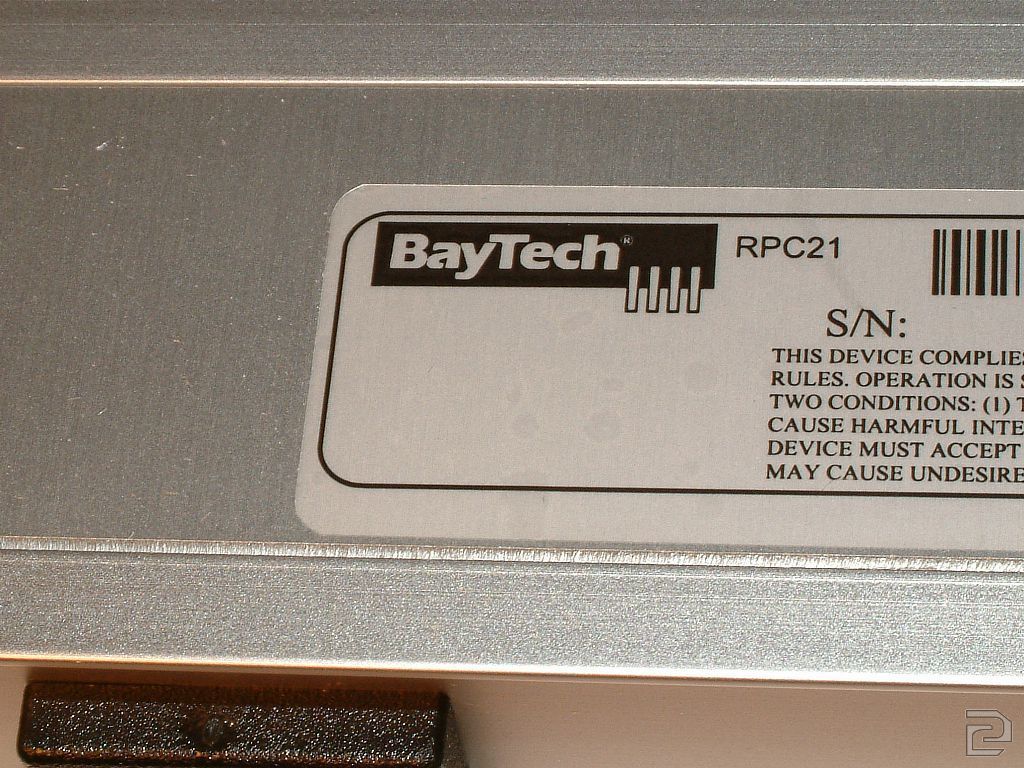 BayTech® RPC21
S/N:
THIS DEVICE COMPLIES
RULES. OPERATION IS S
TWO CONDITIONS: (1) T
CAUSE HARMFUL INTE
DEVICE MUST ACCEPT
MAY CAUSE UNDESIRE